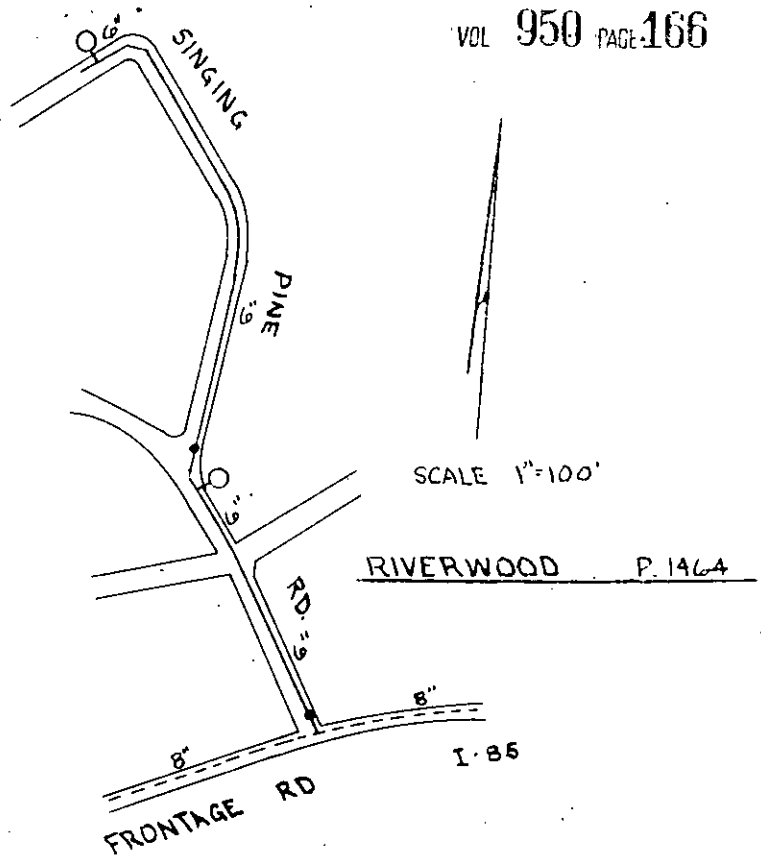 VOL 950 PAGE 166
6"
SINGING
PINE
6"
6"
SCALE 1"=100'
RIVERWOOD P. 1464
RD. 6"
8"
8"
I-85
FRONTAGE RD